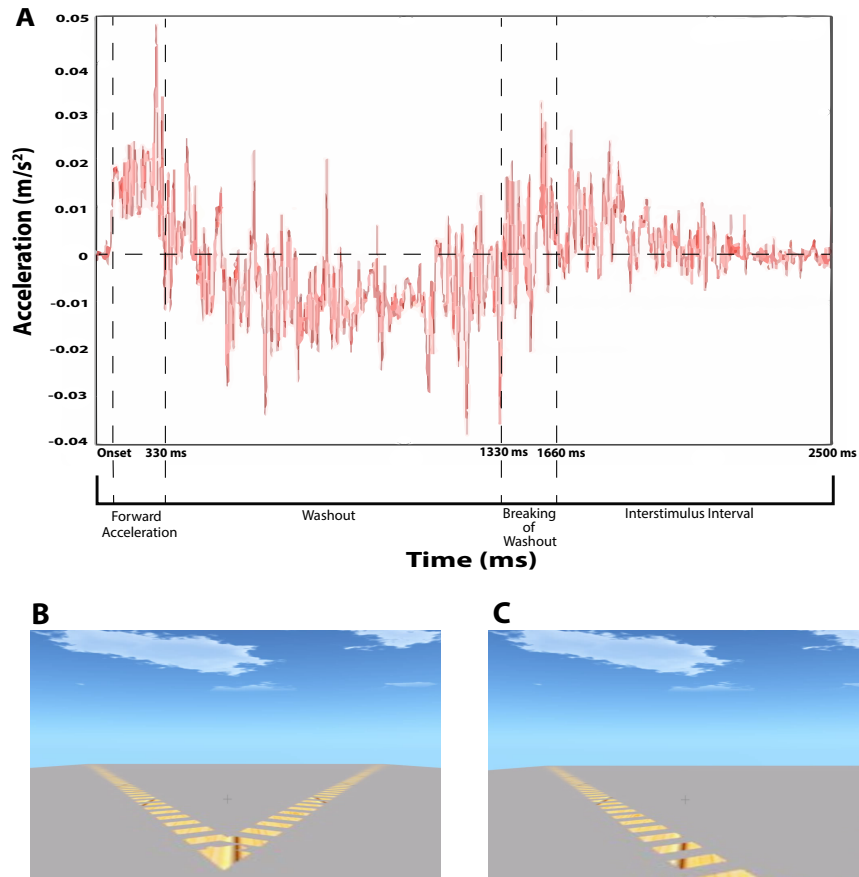 A
Acceleration (m/s²)
0.05
0.04
0.03
0.02
0.01
0
-0.01
-0.02
-0.03
-0.04
Onset 330 ms 1330 ms 1660 ms 2500 ms
Forward
Acceleration
Washout
Breaking
of
Washout
Interstimulus Interval
Time (ms)
B
C